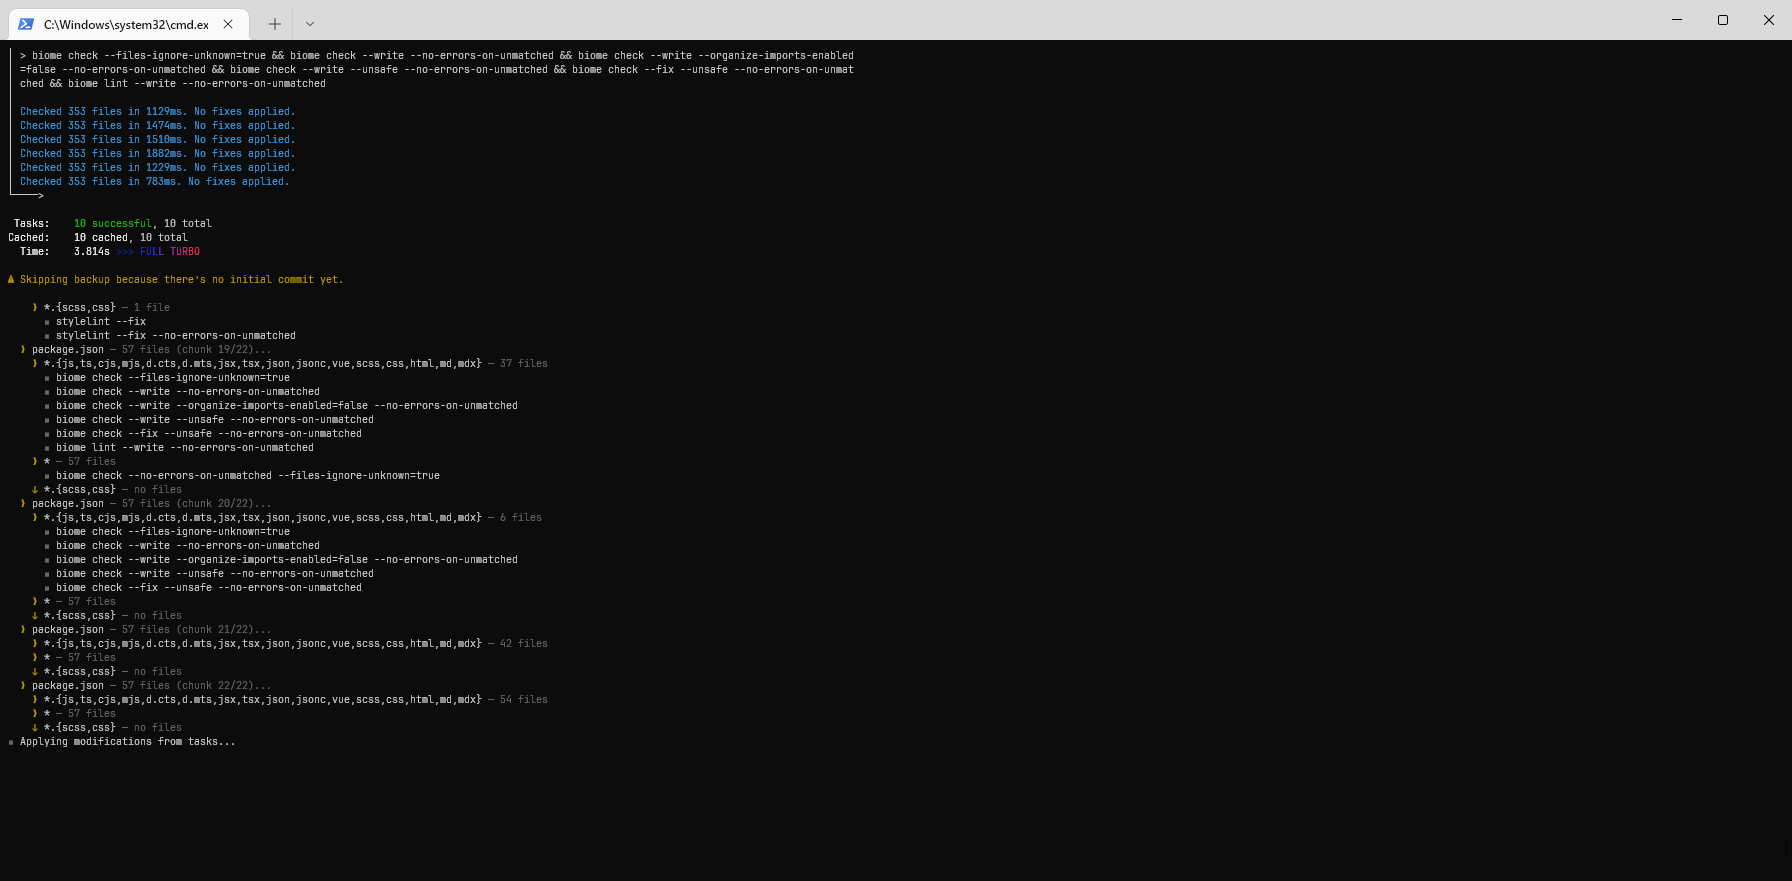 C:\Windows\system32\cmd.ex
> biome check --files-ignore-unknown=true && biome check --write --no-errors-on-unmatched && biome check --write --organize-imports-enabled
=false --no-errors-on-unmatched && biome check --write --unsafe --no-errors-on-unmatched && biome check --fix --unsafe --no-errors-on-unmat
ched && biome lint --write --no-errors-on-unmatched
Checked 353 files in 1129ms. No fixes applied.
Checked 353 files in 1474ms. No fixes applied.
Checked 353 files in 1510ms. No fixes applied.
Checked 353 files in 1882ms. No fixes applied.
Checked 353 files in 1229ms. No fixes applied.
Checked 353 files in 783ms. No fixes applied.
Tasks: 10 successful, 10 total
Cached: 10 cached, 10 total
Time: 3.814s >>> FULL TURBO
⚠ Skipping backup because there's no initial commit yet.
❯ *.{scss,css} — 1 file
▪ stylelint --fix
▪ stylelint --fix --no-errors-on-unmatched
❯ package.json — 57 files (chunk 19/22)...
❯ *.{js,ts,cjs,mjs,d.cts,d.mts,jsx,tsx,json,jsonc,vue,scss,css,html,md,mdx} — 37 files
▪ biome check --files-ignore-unknown=true
▪ biome check --write --no-errors-on-unmatched
▪ biome check --write --organize-imports-enabled=false --no-errors-on-unmatched
▪ biome check --write --unsafe --no-errors-on-unmatched
▪ biome check --fix --unsafe --no-errors-on-unmatched
▪ biome lint --write --no-errors-on-unmatched
❯ * — 57 files
▪ biome check --no-errors-on-unmatched --files-ignore-unknown=true
↓ *.{scss,css} — no files
❯ package.json — 57 files (chunk 20/22)...
❯ *.{js,ts,cjs,mjs,d.cts,d.mts,jsx,tsx,json,jsonc,vue,scss,css,html,md,mdx} — 6 files
▪ biome check --files-ignore-unknown=true
▪ biome check --write --no-errors-on-unmatched
▪ biome check --write --organize-imports-enabled=false --no-errors-on-unmatched
▪ biome check --write --unsafe --no-errors-on-unmatched
▪ biome check --fix --unsafe --no-errors-on-unmatched
❯ * — 57 files
↓ *.{scss,css} — no files
❯ package.json — 57 files (chunk 21/22)...
❯ *.{js,ts,cjs,mjs,d.cts,d.mts,jsx,tsx,json,jsonc,vue,scss,css,html,md,mdx} — 42 files
❯ * — 57 files
↓ *.{scss,css} — no files
❯ package.json — 57 files (chunk 22/22)...
❯ *.{js,ts,cjs,mjs,d.cts,d.mts,jsx,tsx,json,jsonc,vue,scss,css,html,md,mdx} — 54 files
❯ * — 57 files
↓ *.{scss,css} — no files
▪ Applying modifications from tasks...